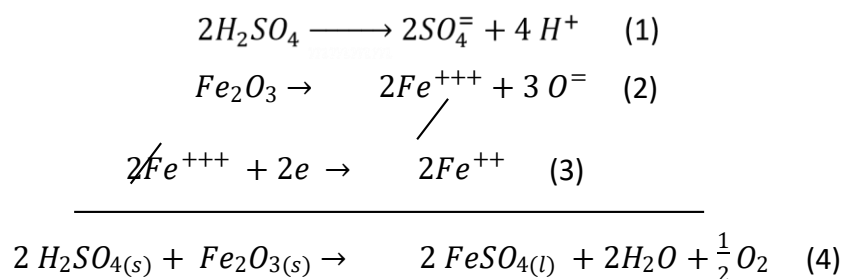 2H₂SO₄ ⟶ 2SO₄⁼ + 4 H⁺ (1)
Fe₂O₃ → 2Fe⁺⁺⁺ + 3 O⁼ (2)
2Fe⁺⁺⁺ + 2e → 2Fe⁺⁺ (3)
2 H₂SO₄₍ₛ₎ + Fe₂O₃₍ₛ₎ → 2 FeSO₄₍ₗ₎ + 2H₂O + ½ O₂ (4)